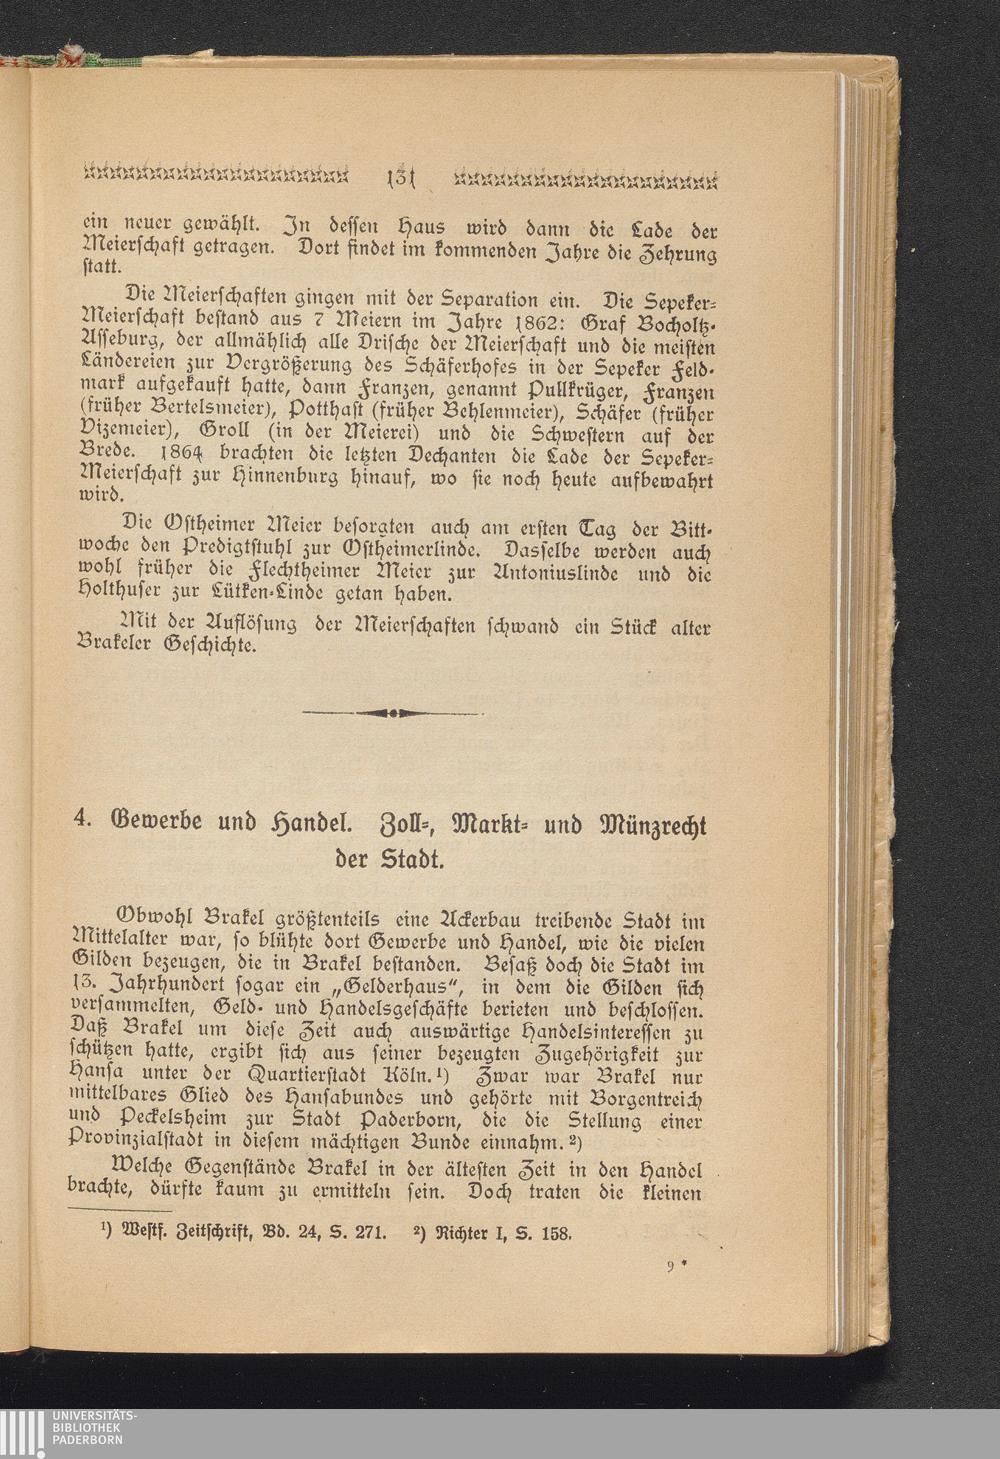 131
ein neuer gewählt. In dessen Haus wird dann die Lade der
Meierschaft getragen. Dort findet im kommenden Jahre die Zehrung
statt.
Die Meierschaften gingen mit der Separation ein. Die Sepeker-
Meierschaft bestand aus 7 Meiern im Jahre 1862: Graf Bocholtz-
Asseburg, der allmählich alle Drische der Meierschaft und die meisten
Ländereien zur Vergrößerung des Schäferhofes in der Sepeker Feld-
mark aufgekauft hatte, dann Franzen, genannt Pullkrüger, Franzen
(früher Bertelsmeier), Potthast (früher Behlenmeier), Schäfer (früher
Vizemeier), Groll (in der Meierei) und die Schwestern auf der
Brede. 1864 brachten die letzten Dechanten die Lade der Sepeker-
Meierschaft zur Hinnenburg hinauf, wo sie noch heute aufbewahrt
wird.
Die Ostheimer Meier besorgten auch am ersten Tag der Bitt-
woche den Predigtstuhl zur Ostheimerlinde. Dasselbe werden auch
wohl früher die Flechtheimer Meier zur Antoniuslinde und die
Holthuser zur Lütken-Linde getan haben.
Mit der Auflösung der Meierschaften schwand ein Stück alter
Brakeler Geschichte.
4. Gewerbe und Handel. Zoll-, Markt- und Münzrecht
der Stadt.
Obwohl Brakel größtenteils eine Ackerbau treibende Stadt im
Mittelalter war, so blühte dort Gewerbe und Handel, wie die vielen
Gilden bezeugen, die in Brakel bestanden. Besaß doch die Stadt im
13. Jahrhundert sogar ein „Gelderhaus“, in dem die Gilden sich
versammelten, Geld- und Handelsgeschäfte berieten und beschlossen.
Daß Brakel um diese Zeit auch auswärtige Handelsinteressen zu
schützen hatte, ergibt sich aus seiner bezeugten Zugehörigkeit zur
Hansa unter der Quartierstadt Köln.¹) Zwar war Brakel nur
mittelbares Glied des Hansabundes und gehörte mit Borgentreich
und Peckelsheim zur Stadt Paderborn, die die Stellung einer
Provinzialstadt in diesem mächtigen Bunde einnahm.²)
Welche Gegenstände Brakel in der ältesten Zeit in den Handel
brachte, dürfte kaum zu ermitteln sein. Doch traten die kleinen
¹) Westf. Zeitschrift, Bd. 24, S. 271. ²) Richter I, S. 158.
9*
UNIVERSITÄTS-
BIBLIOTHEK
PADERBORN